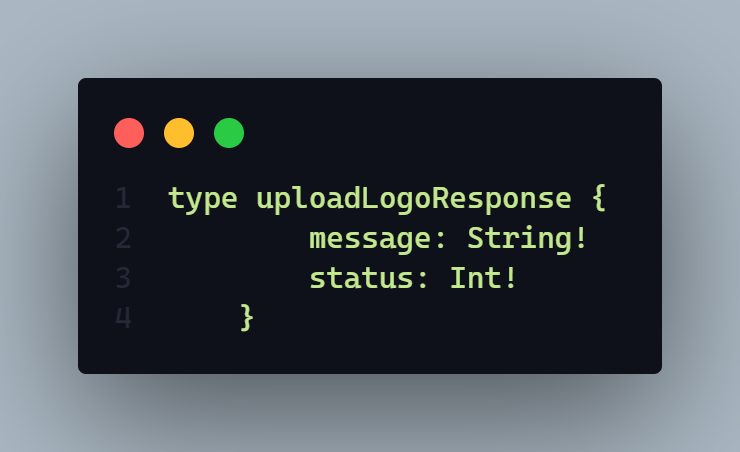 1 type uploadLogoResponse {
2 message: String!
3 status: Int!
4 }